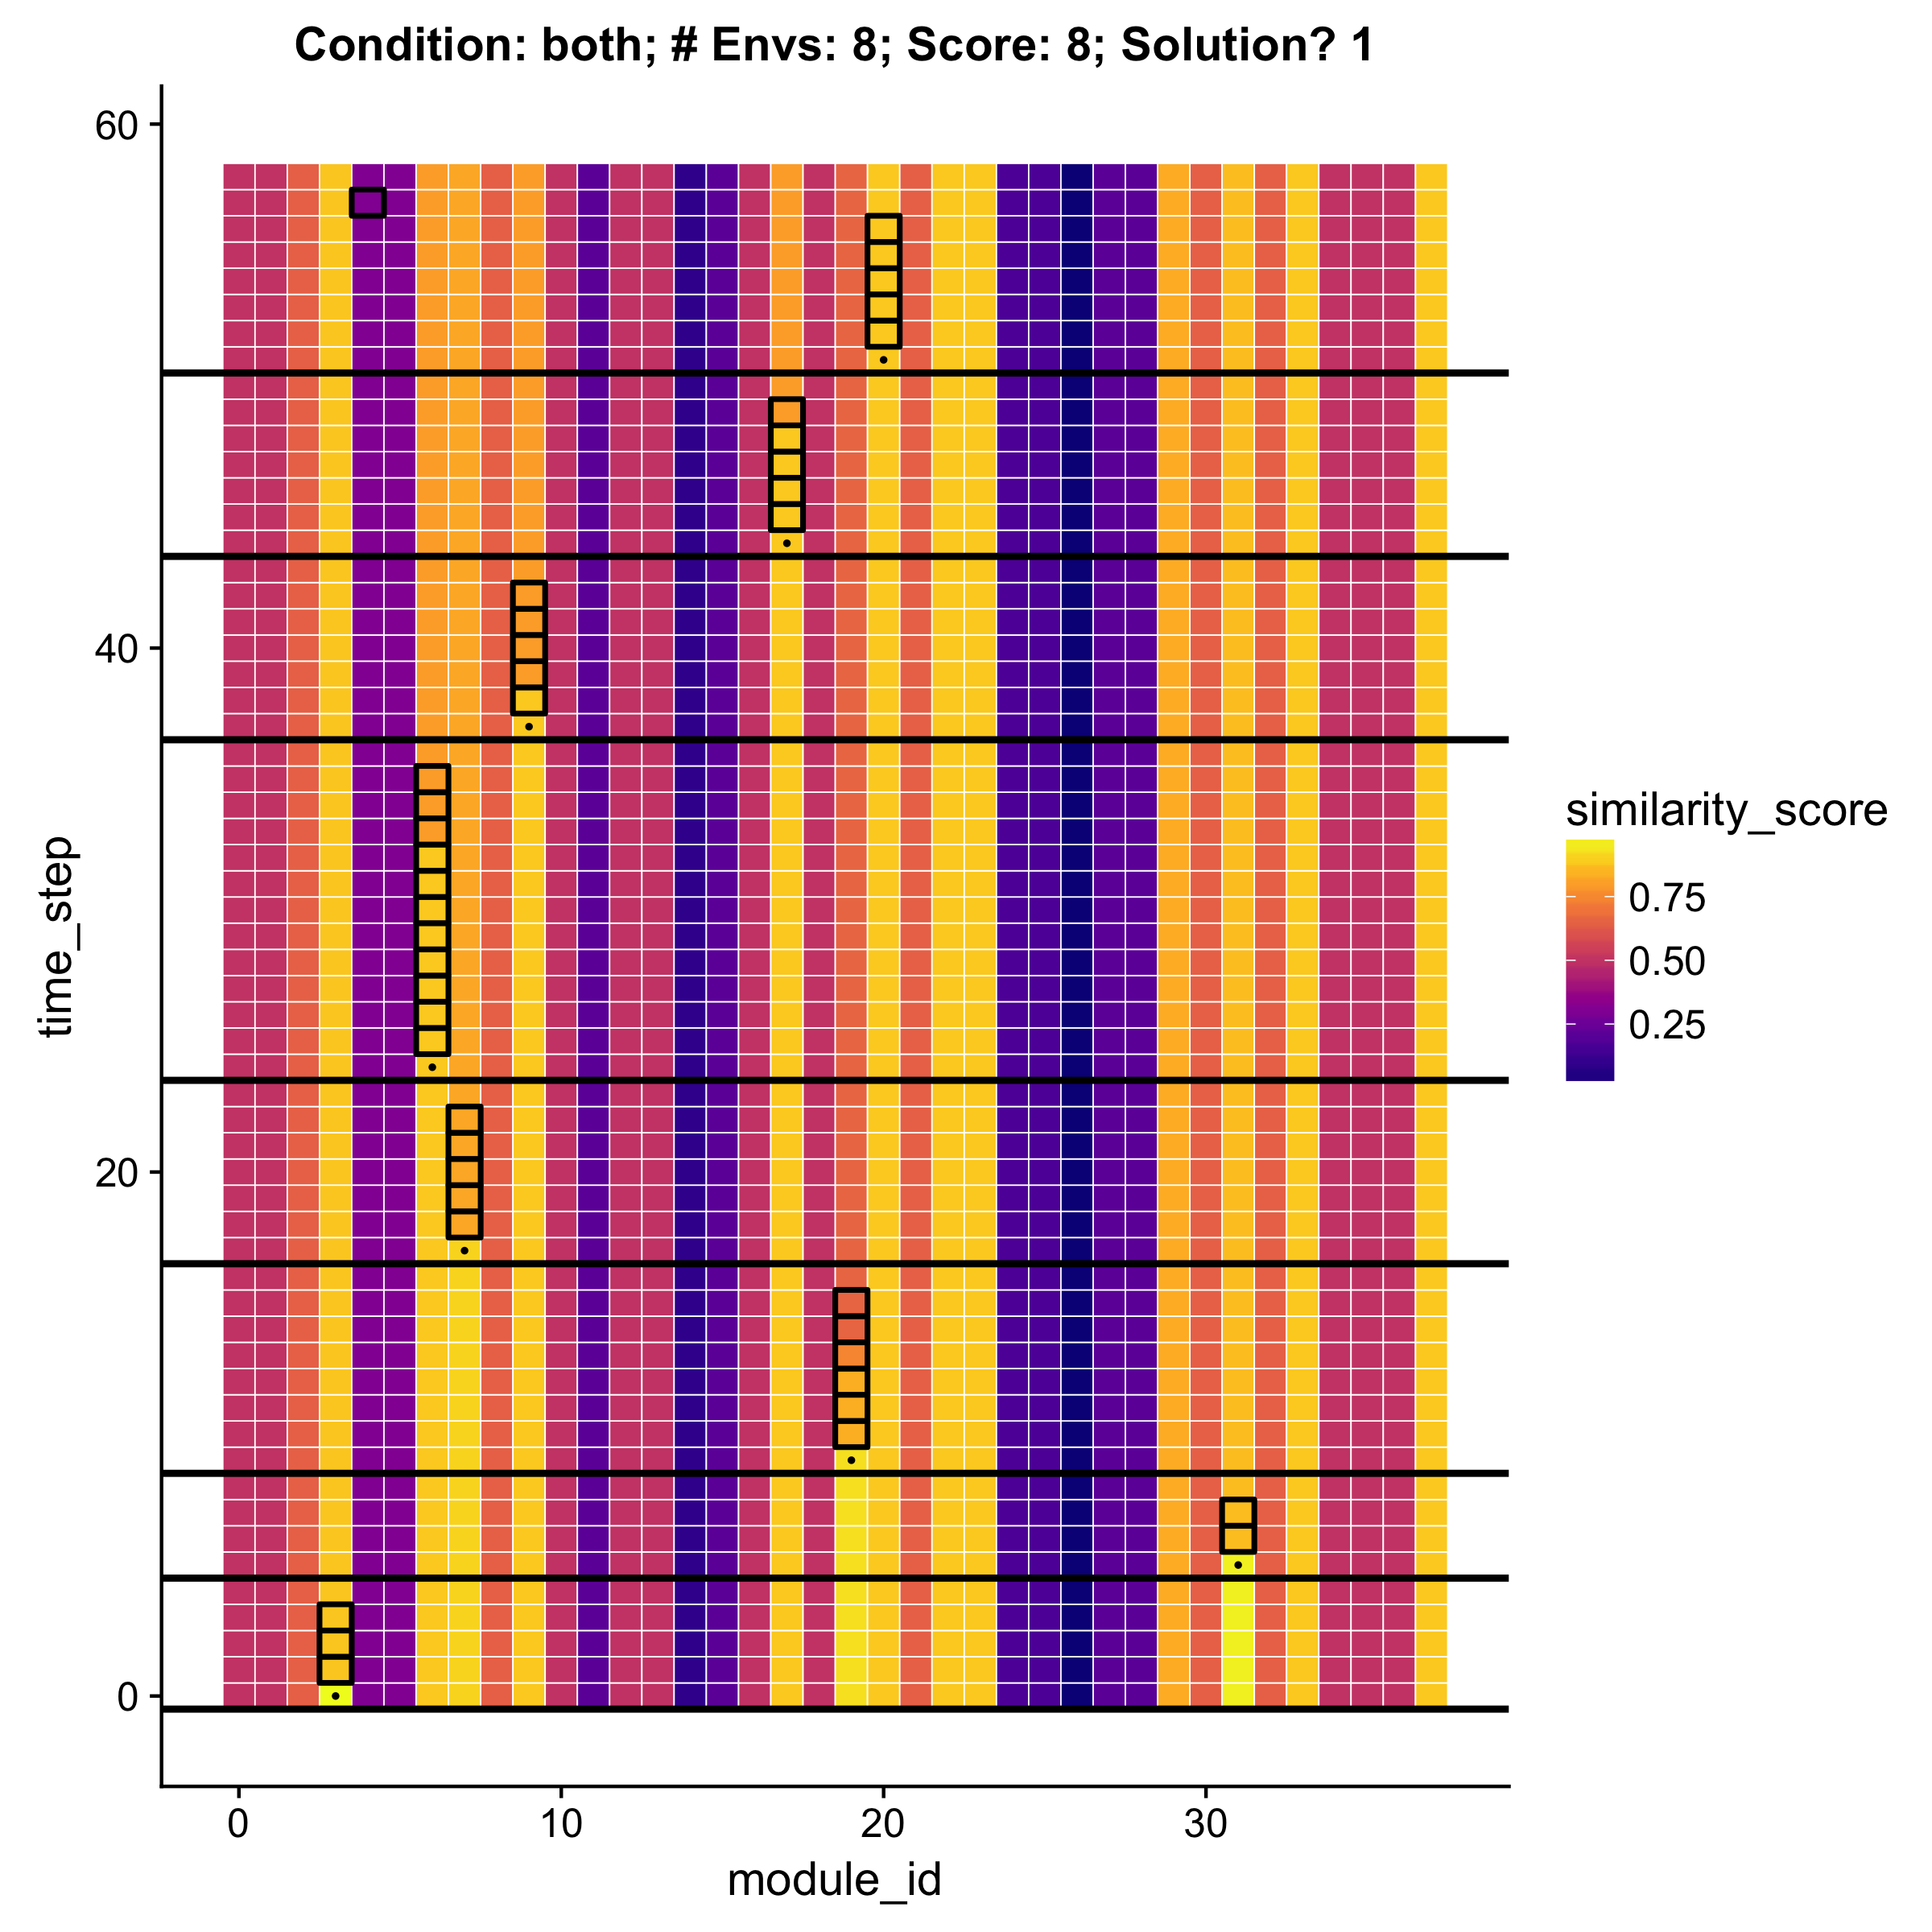 Condition: both; # Envs: 8; Score: 8; Solution? 1
60
40
20
0
time_step
0 10 20 30
module_id
similarity_score
0.75
0.50
0.25